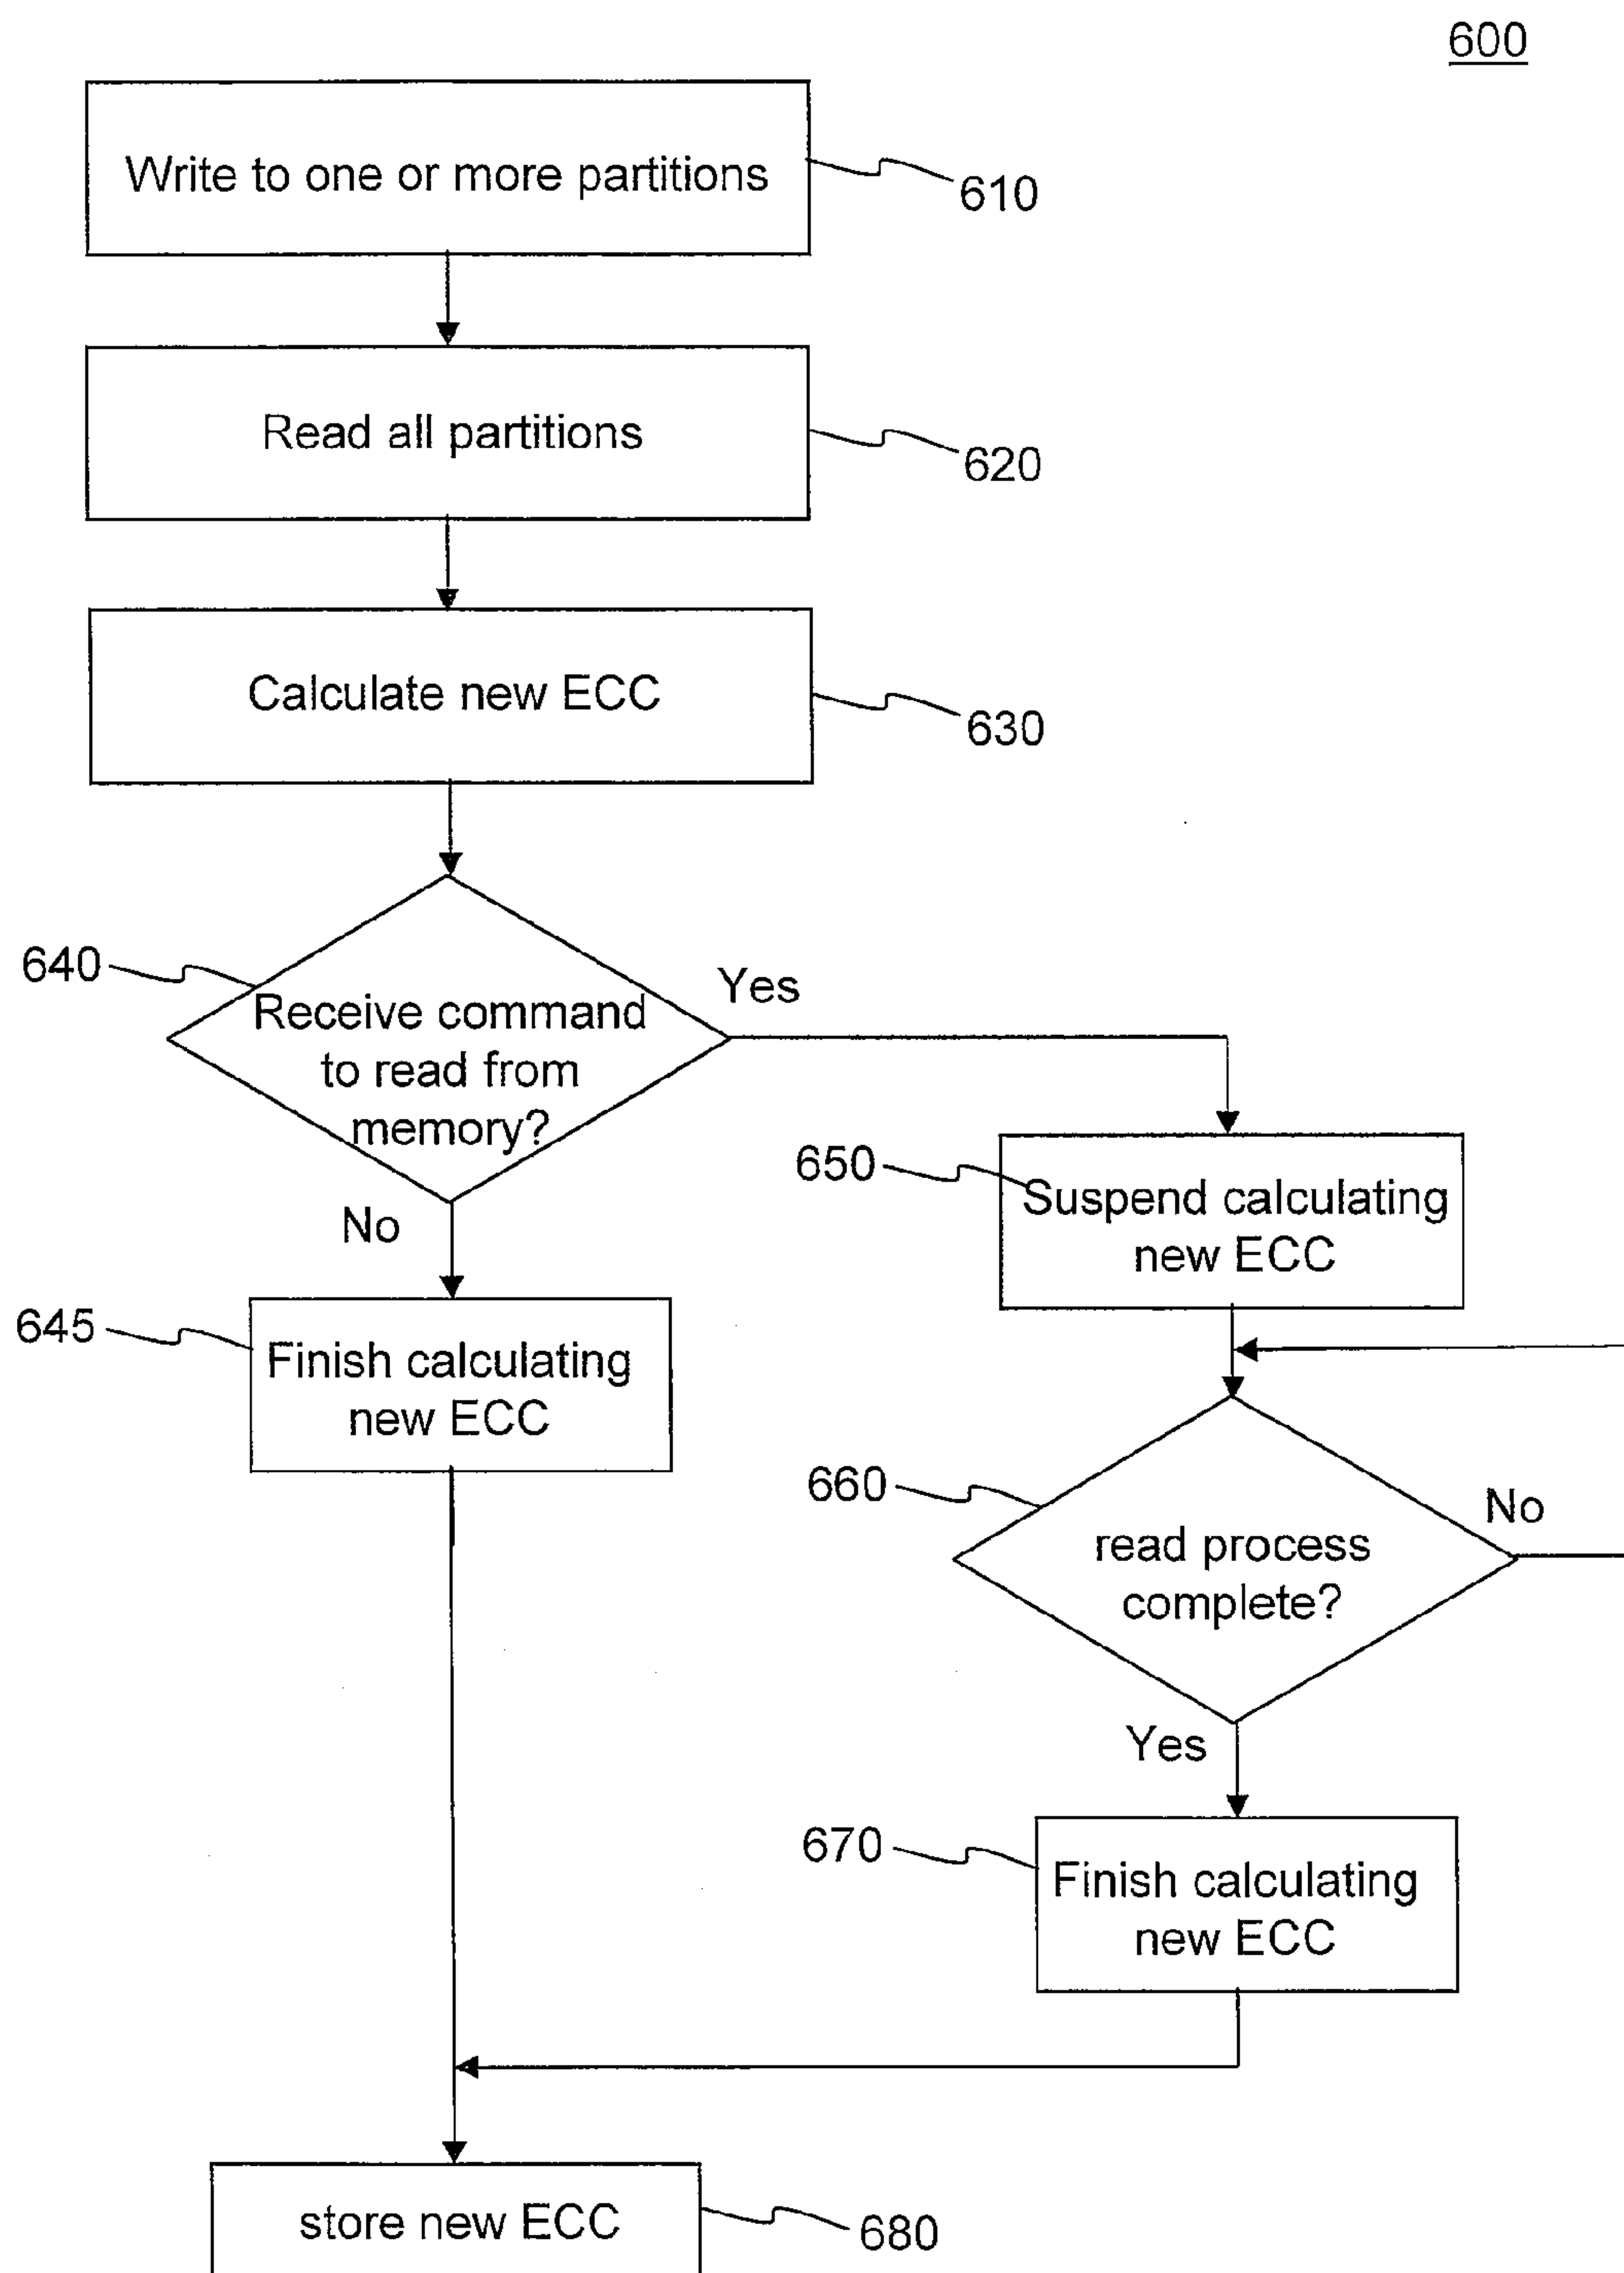 600
Write to one or more partitions
610
Read all partitions
620
Calculate new ECC
630
640
Receive command
to read from
memory?
Yes
No
650
Suspend calculating
new ECC
645
Finish calculating
new ECC
660
read process
complete?
No
Yes
670
Finish calculating
new ECC
store new ECC
680